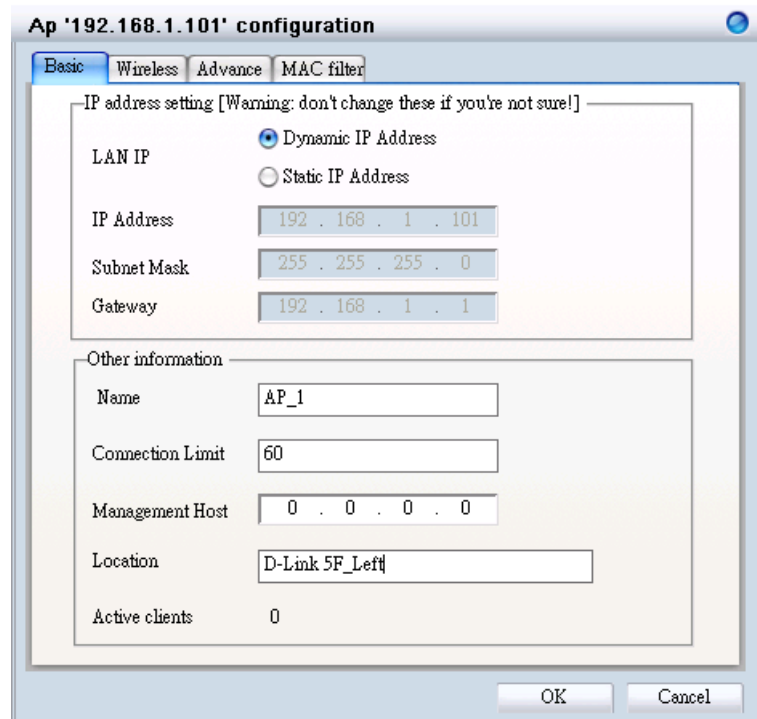 Ap '192.168.1.101' configuration
Basic Wireless Advance MAC filter
IP address setting [Warning: don't change these if you're not sure!]
LAN IP
Dynamic IP Address
Static IP Address
IP Address 192 . 168 . 1 . 101
Subnet Mask 255 . 255 . 255 . 0
Gateway 192 . 168 . 1 . 1
Other information
Name AP_1
Connection Limit 60
Management Host 0 . 0 . 0 . 0
Location D-Link 5F_Left
Active clients 0
OK Cancel